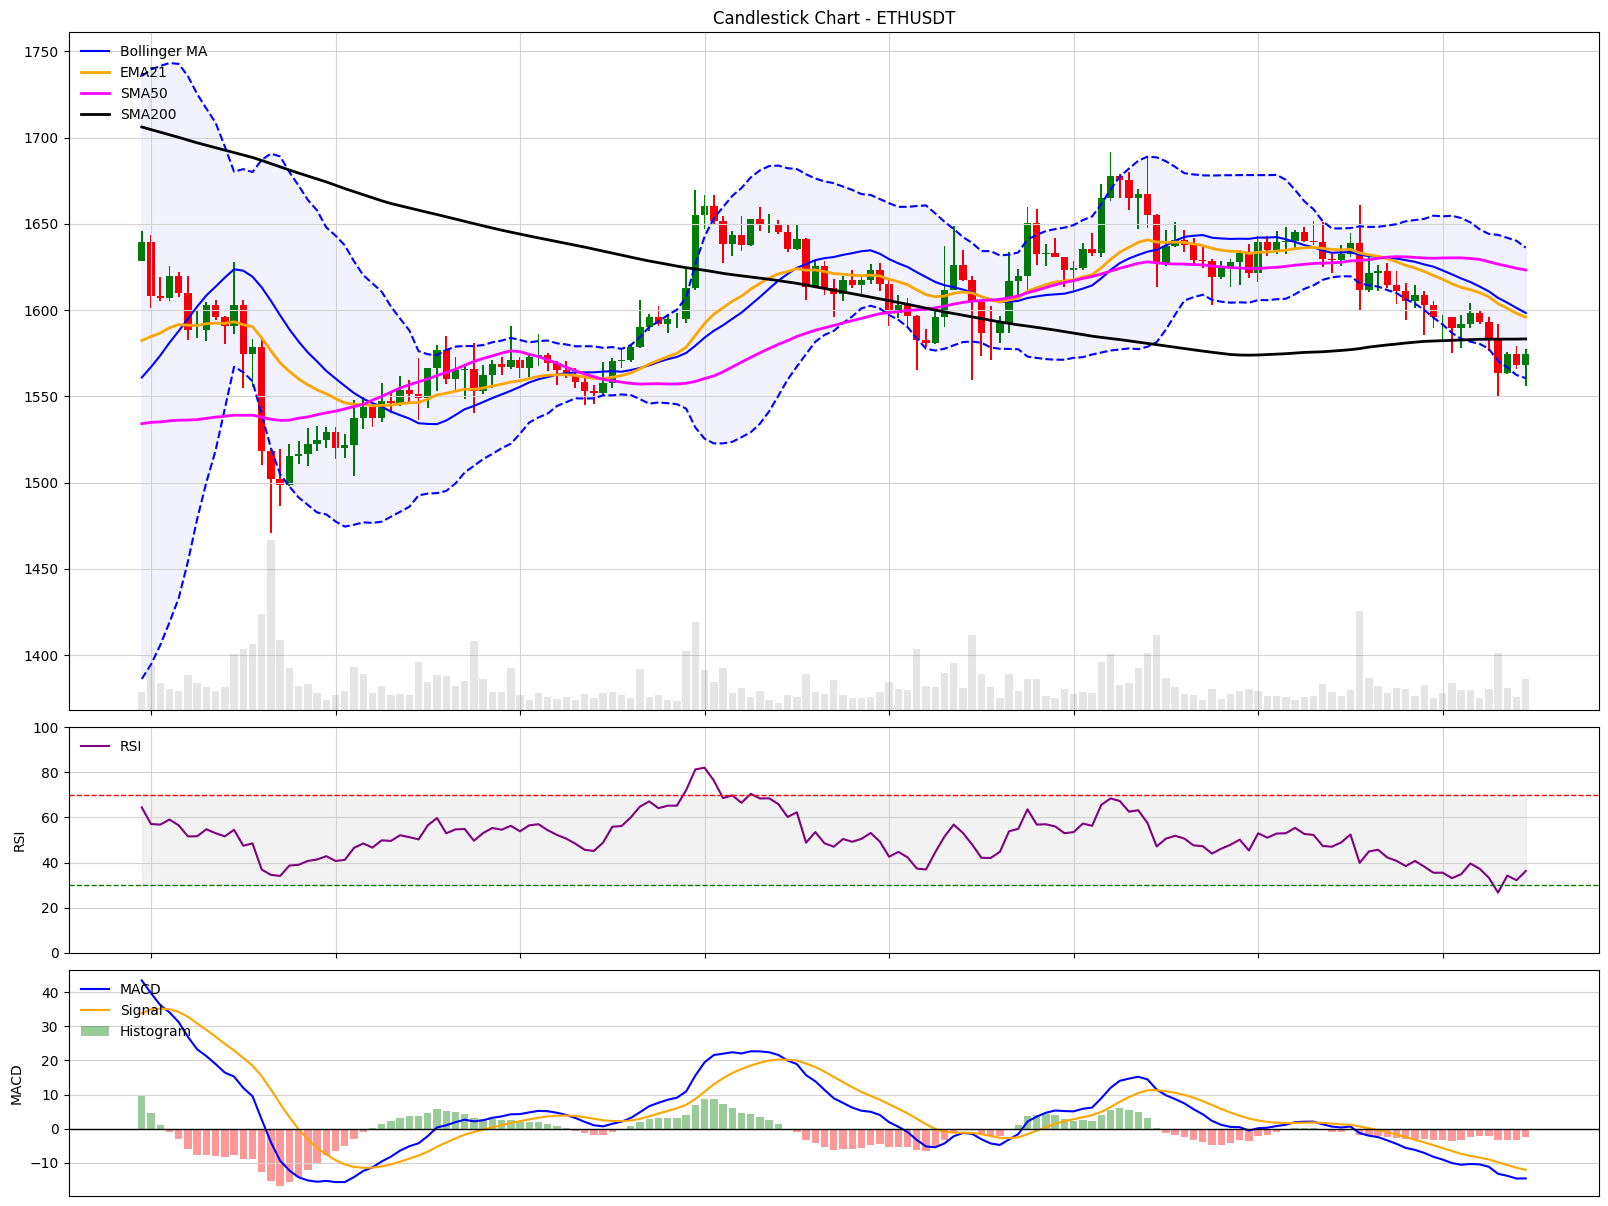 Candlestick Chart - ETHUSDT
1750
1700
1650
1600
1550
1500
1450
1400
Bollinger MA
EMA21
SMA50
SMA200
100
80
60
40
20
0
RSI
RSI
40
30
20
10
0
−10
MACD
MACD
Signal
Histogram